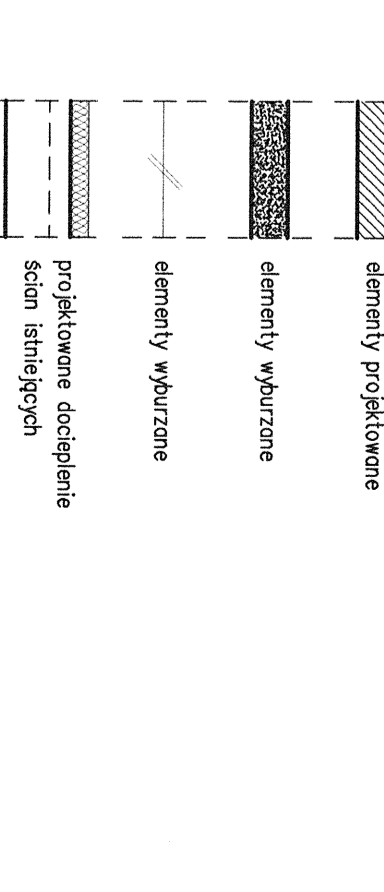 elementy projektowane
elementy wyburzane
elementy wyburzane
projektowane docieplenie
ścian istniejących